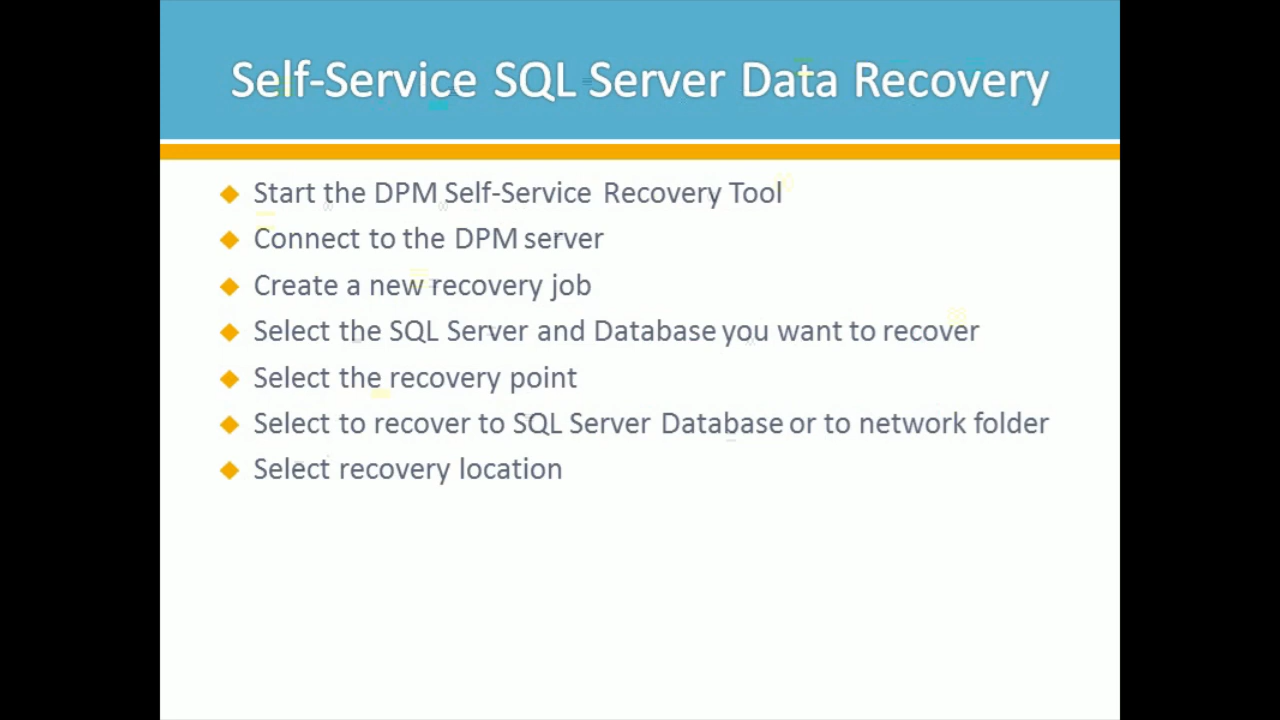 Self-Service SQL Server Data Recovery
Start the DPM Self-Service Recovery Tool
Connect to the DPM server
Create a new recovery job
Select the SQL Server and Database you want to recover
Select the recovery point
Select to recover to SQL Server Database or to network folder
Select recovery location